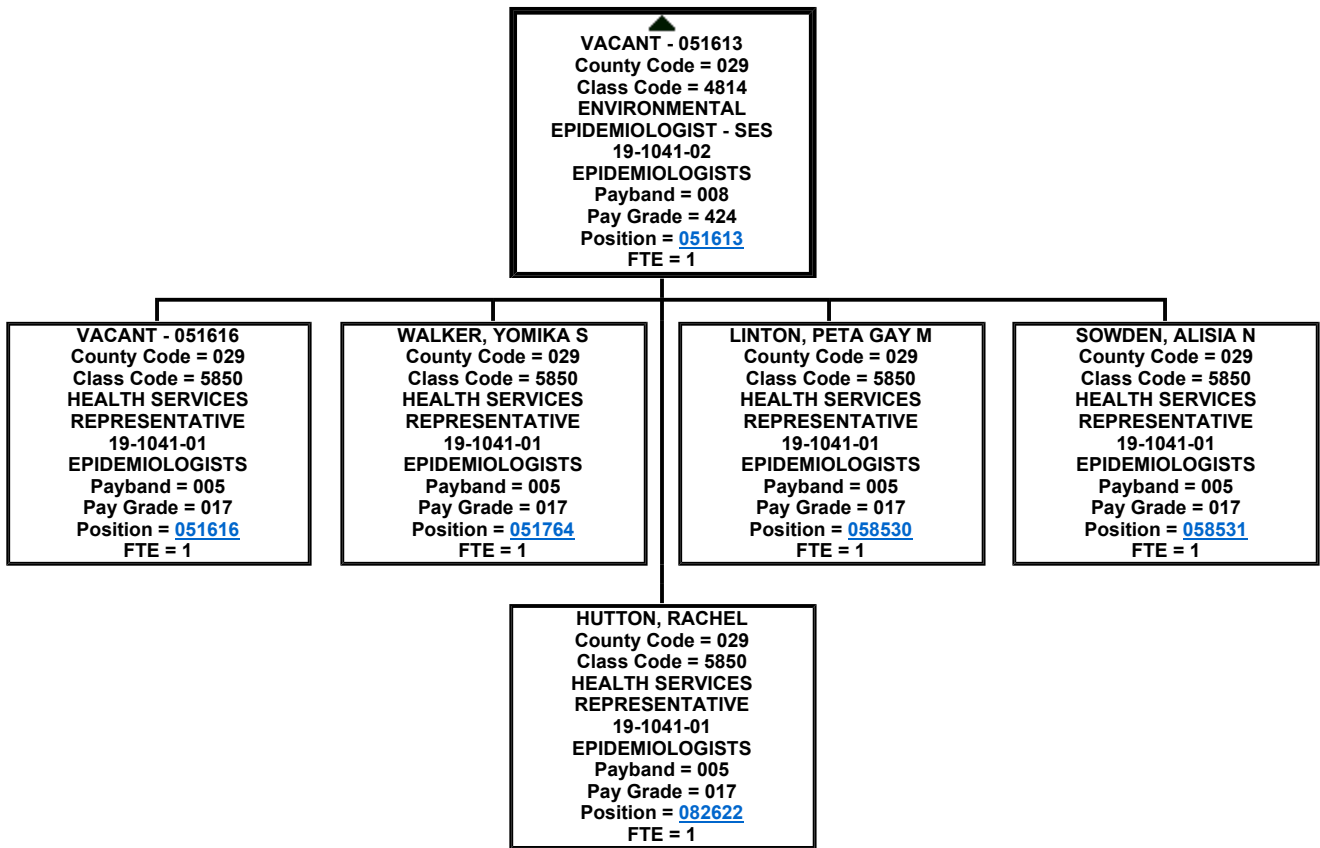 VACANT - 051613
County Code = 029
Class Code = 4814
ENVIRONMENTAL
EPIDEMIOLOGIST - SES
19-1041-02
EPIDEMIOLOGISTS
Payband = 008
Pay Grade = 424
Position = 051613
FTE = 1
VACANT - 051616
County Code = 029
Class Code = 5850
HEALTH SERVICES
REPRESENTATIVE
19-1041-01
EPIDEMIOLOGISTS
Payband = 005
Pay Grade = 017
Position = 051616
FTE = 1
WALKER, YOMIKA S
County Code = 029
Class Code = 5850
HEALTH SERVICES
REPRESENTATIVE
19-1041-01
EPIDEMIOLOGISTS
Payband = 005
Pay Grade = 017
Position = 051764
FTE = 1
LINTON, PETA GAY M
County Code = 029
Class Code = 5850
HEALTH SERVICES
REPRESENTATIVE
19-1041-01
EPIDEMIOLOGISTS
Payband = 005
Pay Grade = 017
Position = 058530
FTE = 1
SOWDEN, ALISIA N
County Code = 029
Class Code = 5850
HEALTH SERVICES
REPRESENTATIVE
19-1041-01
EPIDEMIOLOGISTS
Payband = 005
Pay Grade = 017
Position = 058531
FTE = 1
HUTTON, RACHEL
County Code = 029
Class Code = 5850
HEALTH SERVICES
REPRESENTATIVE
19-1041-01
EPIDEMIOLOGISTS
Payband = 005
Pay Grade = 017
Position = 082622
FTE = 1